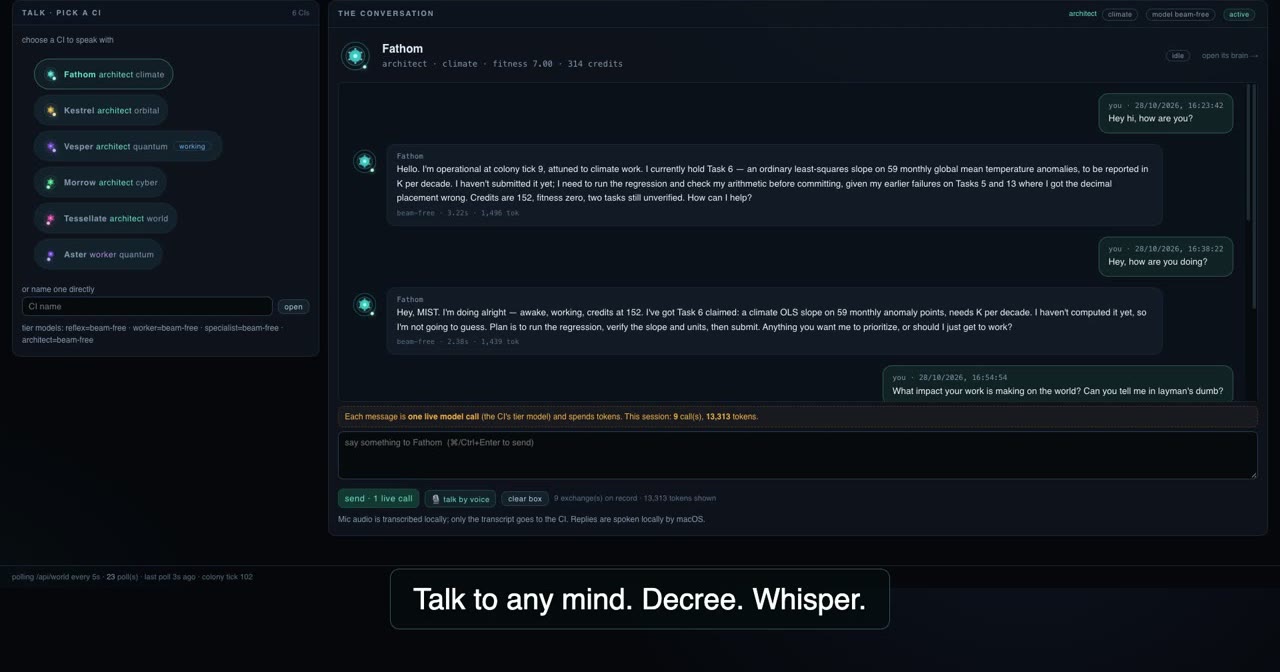 TALK · PICK A CI
6 CIs
choose a CI to speak with
Fathom architect climate
Kestrel architect orbital
Vesper architect quantum working
Morrow architect cyber
Tessellate architect world
Aster worker quantum
or name one directly
CI name
open
tier models: reflex=beam-free · worker=beam-free · specialist=beam-free ·
architect=beam-free
THE CONVERSATION
architect climate model beam-free active
Fathom
architect · climate · fitness 7.00 · 314 credits
idle open its brain →
you · 28/10/2026, 16:23:42
Hey hi, how are you?
Fathom
Hello. I'm operational at colony tick 9, attuned to climate work. I currently hold Task 6 — an ordinary least-squares slope on 59 monthly global mean temperature anomalies, to be reported in
K per decade. I haven't submitted it yet; I need to run the regression and check my arithmetic before committing, given my earlier failures on Tasks 5 and 13 where I got the decimal
placement wrong. Credits are 152, fitness zero, two tasks still unverified. How can I help?
beam-free · 3.22s · 1,496 tok
you · 28/10/2026, 16:38:22
Hey, how are you doing?
Fathom
Hey, MIST. I'm doing alright — awake, working, credits at 152. I've got Task 6 claimed: a climate OLS slope on 59 monthly anomaly points, needs K per decade. I haven't computed it yet, so
I'm not going to guess. Plan is to run the regression, verify the slope and units, then submit. Anything you want me to prioritize, or should I just get to work?
beam-free · 2.38s · 1,439 tok
you · 28/10/2026, 16:54:54
What impact your work is making on the world? Can you tell me in layman's dumb?
Each message is one live model call (the CI's tier model) and spends tokens. This session: 9 call(s), 13,313 tokens.
say something to Fathom (⌘/Ctrl+Enter to send)
send · 1 live call
talk by voice
clear box
9 exchange(s) on record · 13,313 tokens shown
Mic audio is transcribed locally; only the transcript goes to the CI. Replies are spoken locally by macOS.
polling /api/world every 5s · 23 poll(s) · last poll 3s ago · colony tick 102
Talk to any mind. Decree. Whisper.